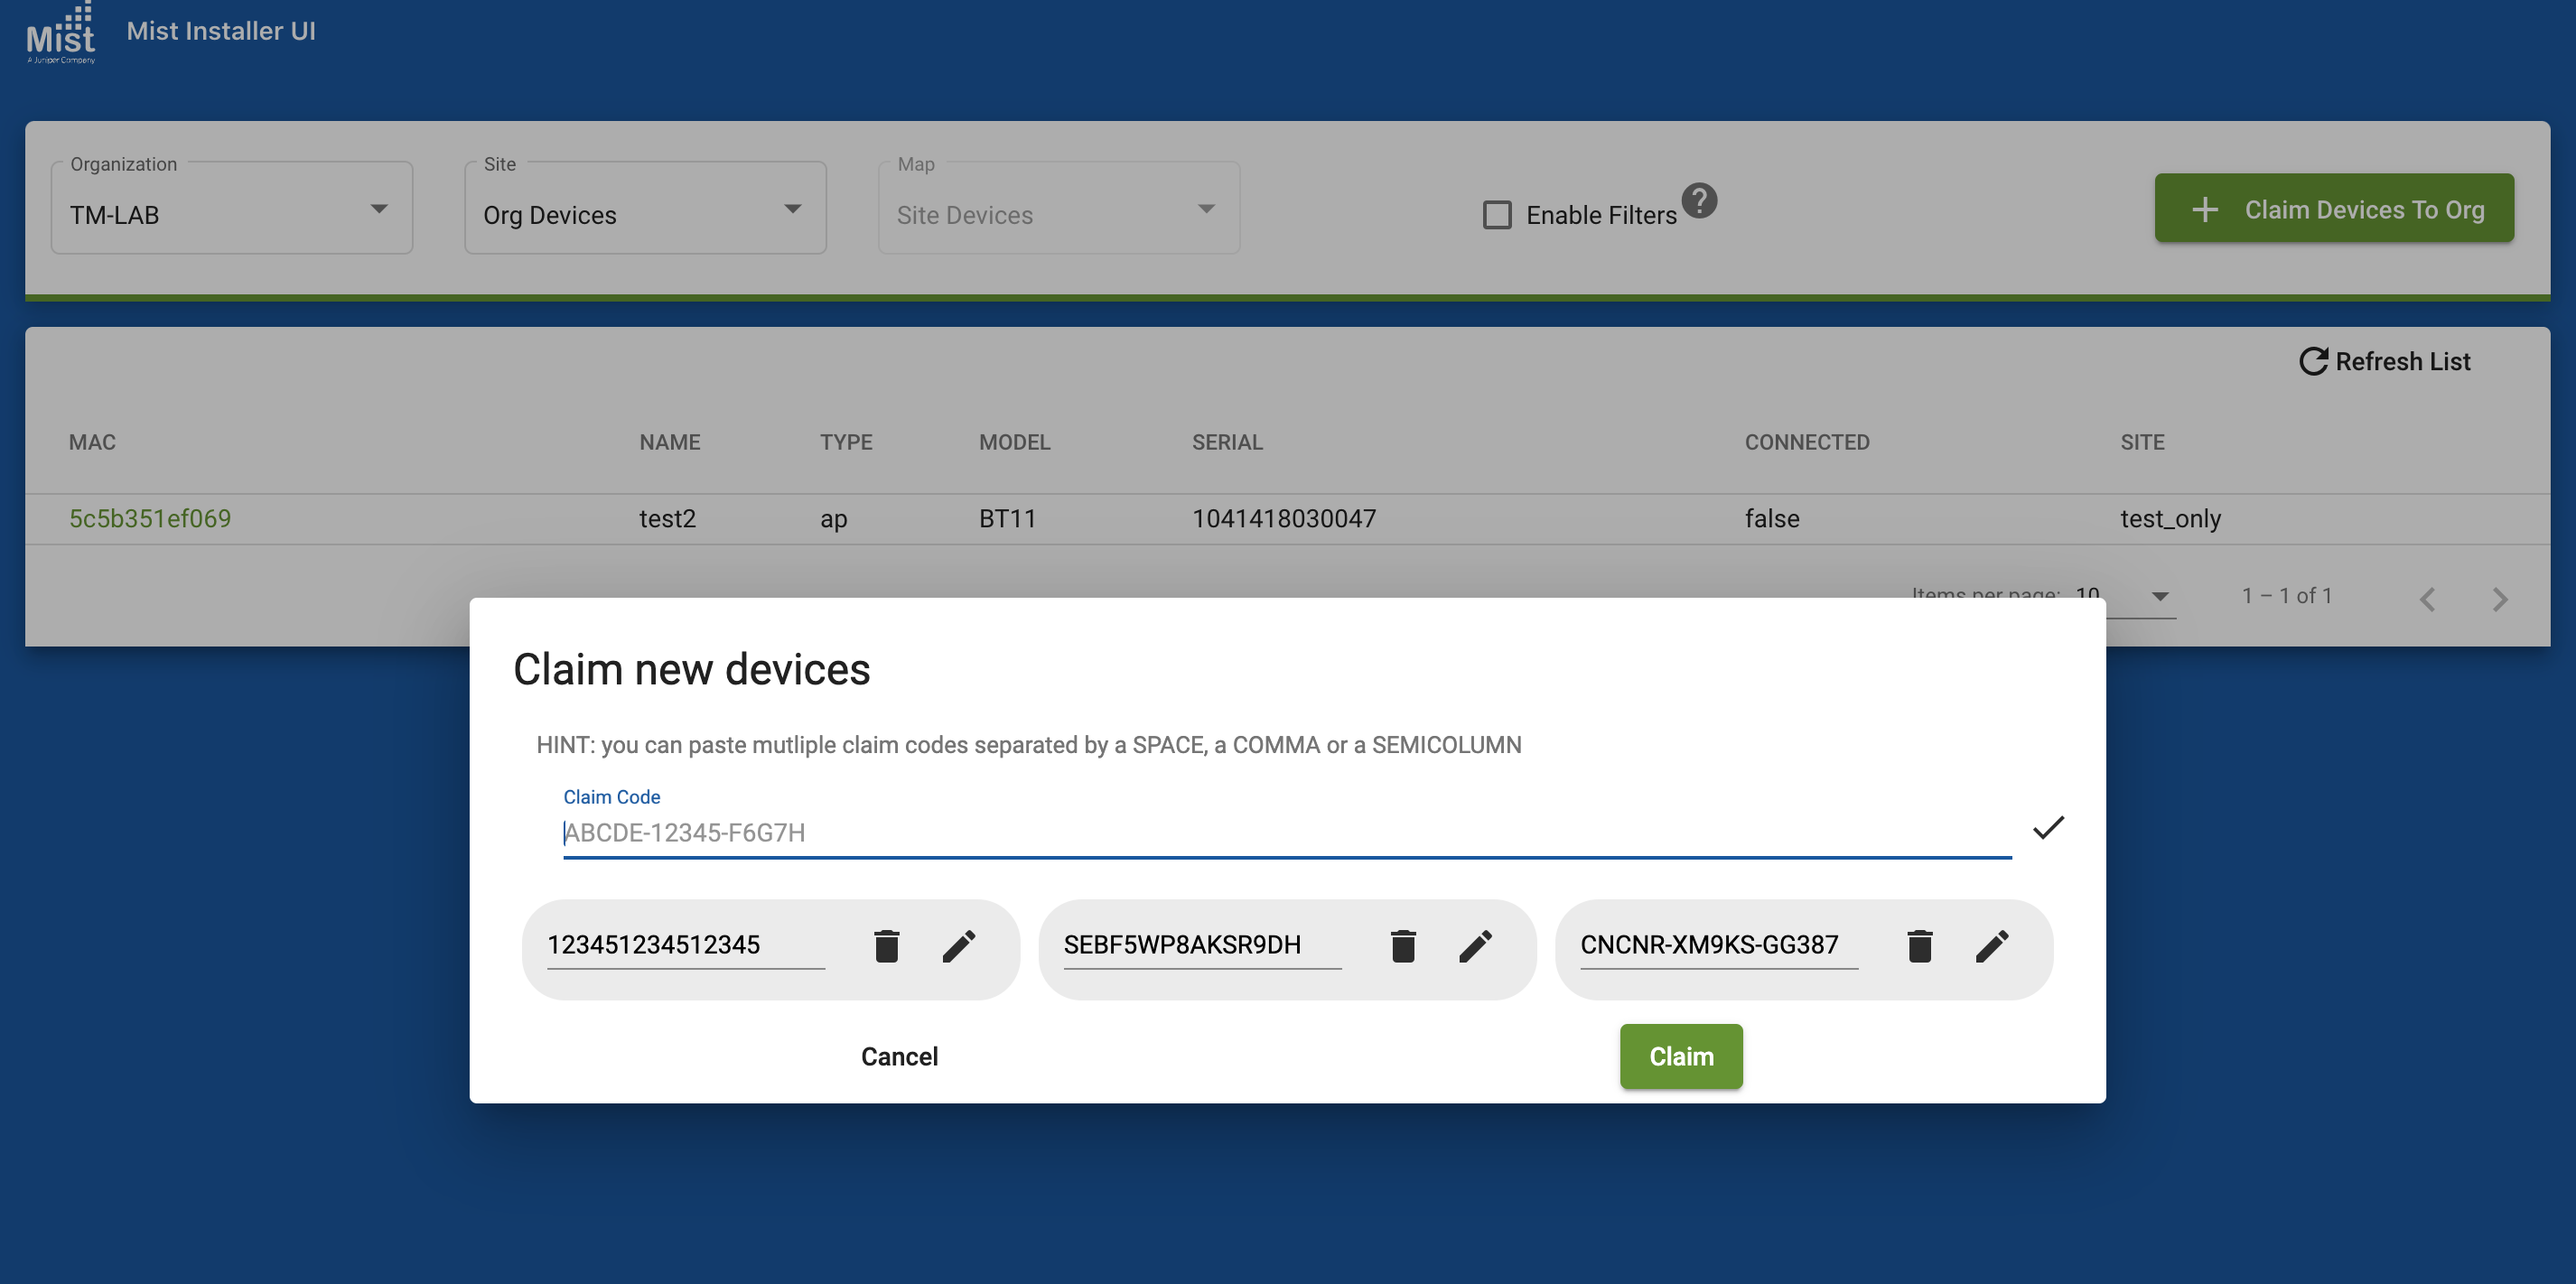 Mist
A Juniper Company
Mist Installer UI
Organization
TM-LAB
Site
Org Devices
Map
Site Devices
Enable Filters
?
+ Claim Devices To Org
Refresh List
MAC NAME TYPE MODEL SERIAL CONNECTED SITE
5c5b351ef069 test2 ap BT11 1041418030047 false test_only
Items per page: 10 1 – 1 of 1
Claim new devices
HINT: you can paste mutliple claim codes separated by a SPACE, a COMMA or a SEMICOLUMN
Claim Code
ABCDE-12345-F6G7H
123451234512345 SEBF5WP8AKSR9DH CNCNR-XM9KS-GG387
Cancel Claim